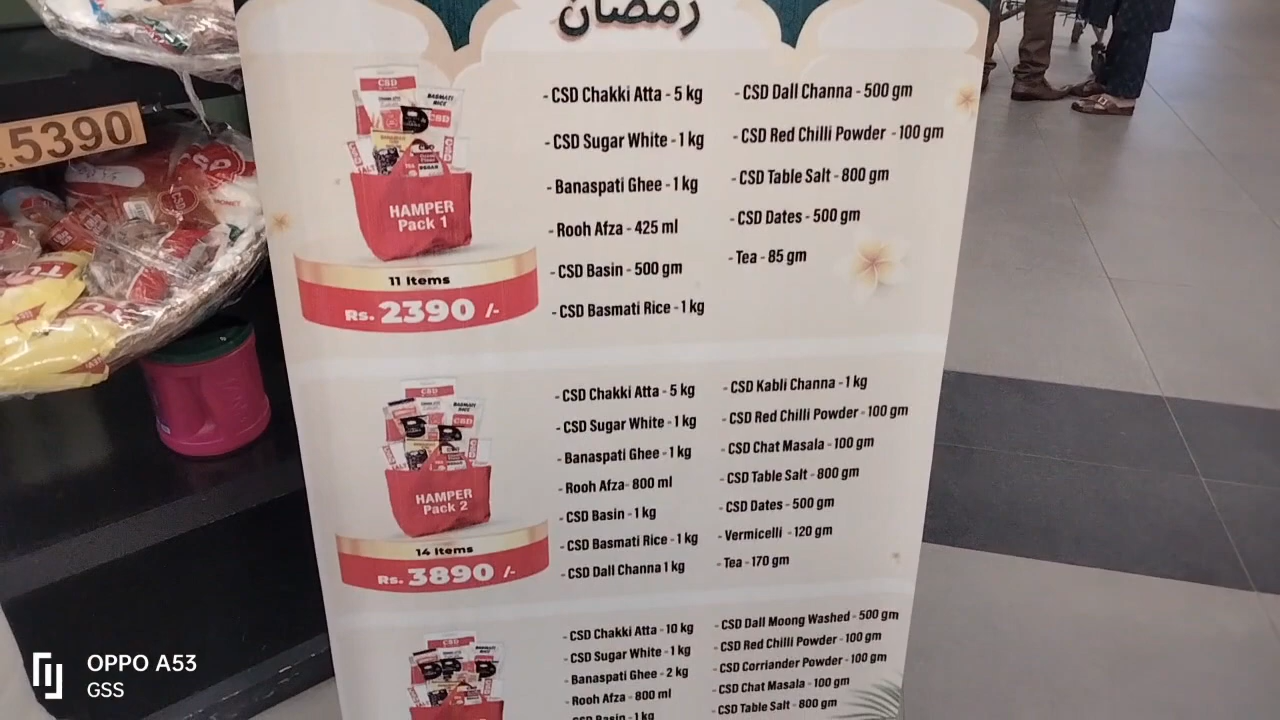 رمضان
5390
HAMPER
Pack 1
11 Items
Rs. 2390 /-
- CSD Chakki Atta - 5 kg
- CSD Sugar White - 1 kg
- Banaspati Ghee - 1 kg
- Rooh Afza - 425 ml
- CSD Basin - 500 gm
- CSD Basmati Rice - 1 kg
- CSD Dall Channa - 500 gm
- CSD Red Chilli Powder - 100 gm
- CSD Table Salt - 800 gm
- CSD Dates - 500 gm
- Tea - 85 gm
HAMPER
Pack 2
14 Items
Rs. 3890 /-
- CSD Chakki Atta - 5 kg
- CSD Sugar White - 1 kg
- Banaspati Ghee - 1 kg
- Rooh Afza- 800 ml
- CSD Basin - 1 kg
- CSD Basmati Rice - 1 kg
- CSD Dall Channa 1 kg
- CSD Kabli Channa - 1 kg
- CSD Red Chilli Powder - 100 gm
- CSD Chat Masala - 100 gm
- CSD Table Salt - 800 gm
- CSD Dates - 500 gm
- Vermicelli - 120 gm
- Tea - 170 gm
- CSD Chakki Atta - 10 kg
- CSD Sugar White - 1 kg
- Banaspati Ghee - 2 kg
- Rooh Afza - 800 ml
- CSD Basin - 1 kg
- CSD Dall Moong Washed - 500 gm
- CSD Red Chilli Powder - 100 gm
- CSD Corriander Powder - 100 gm
- CSD Chat Masala - 100 gm
- CSD Table Salt - 800 gm
OPPO A53
GSS